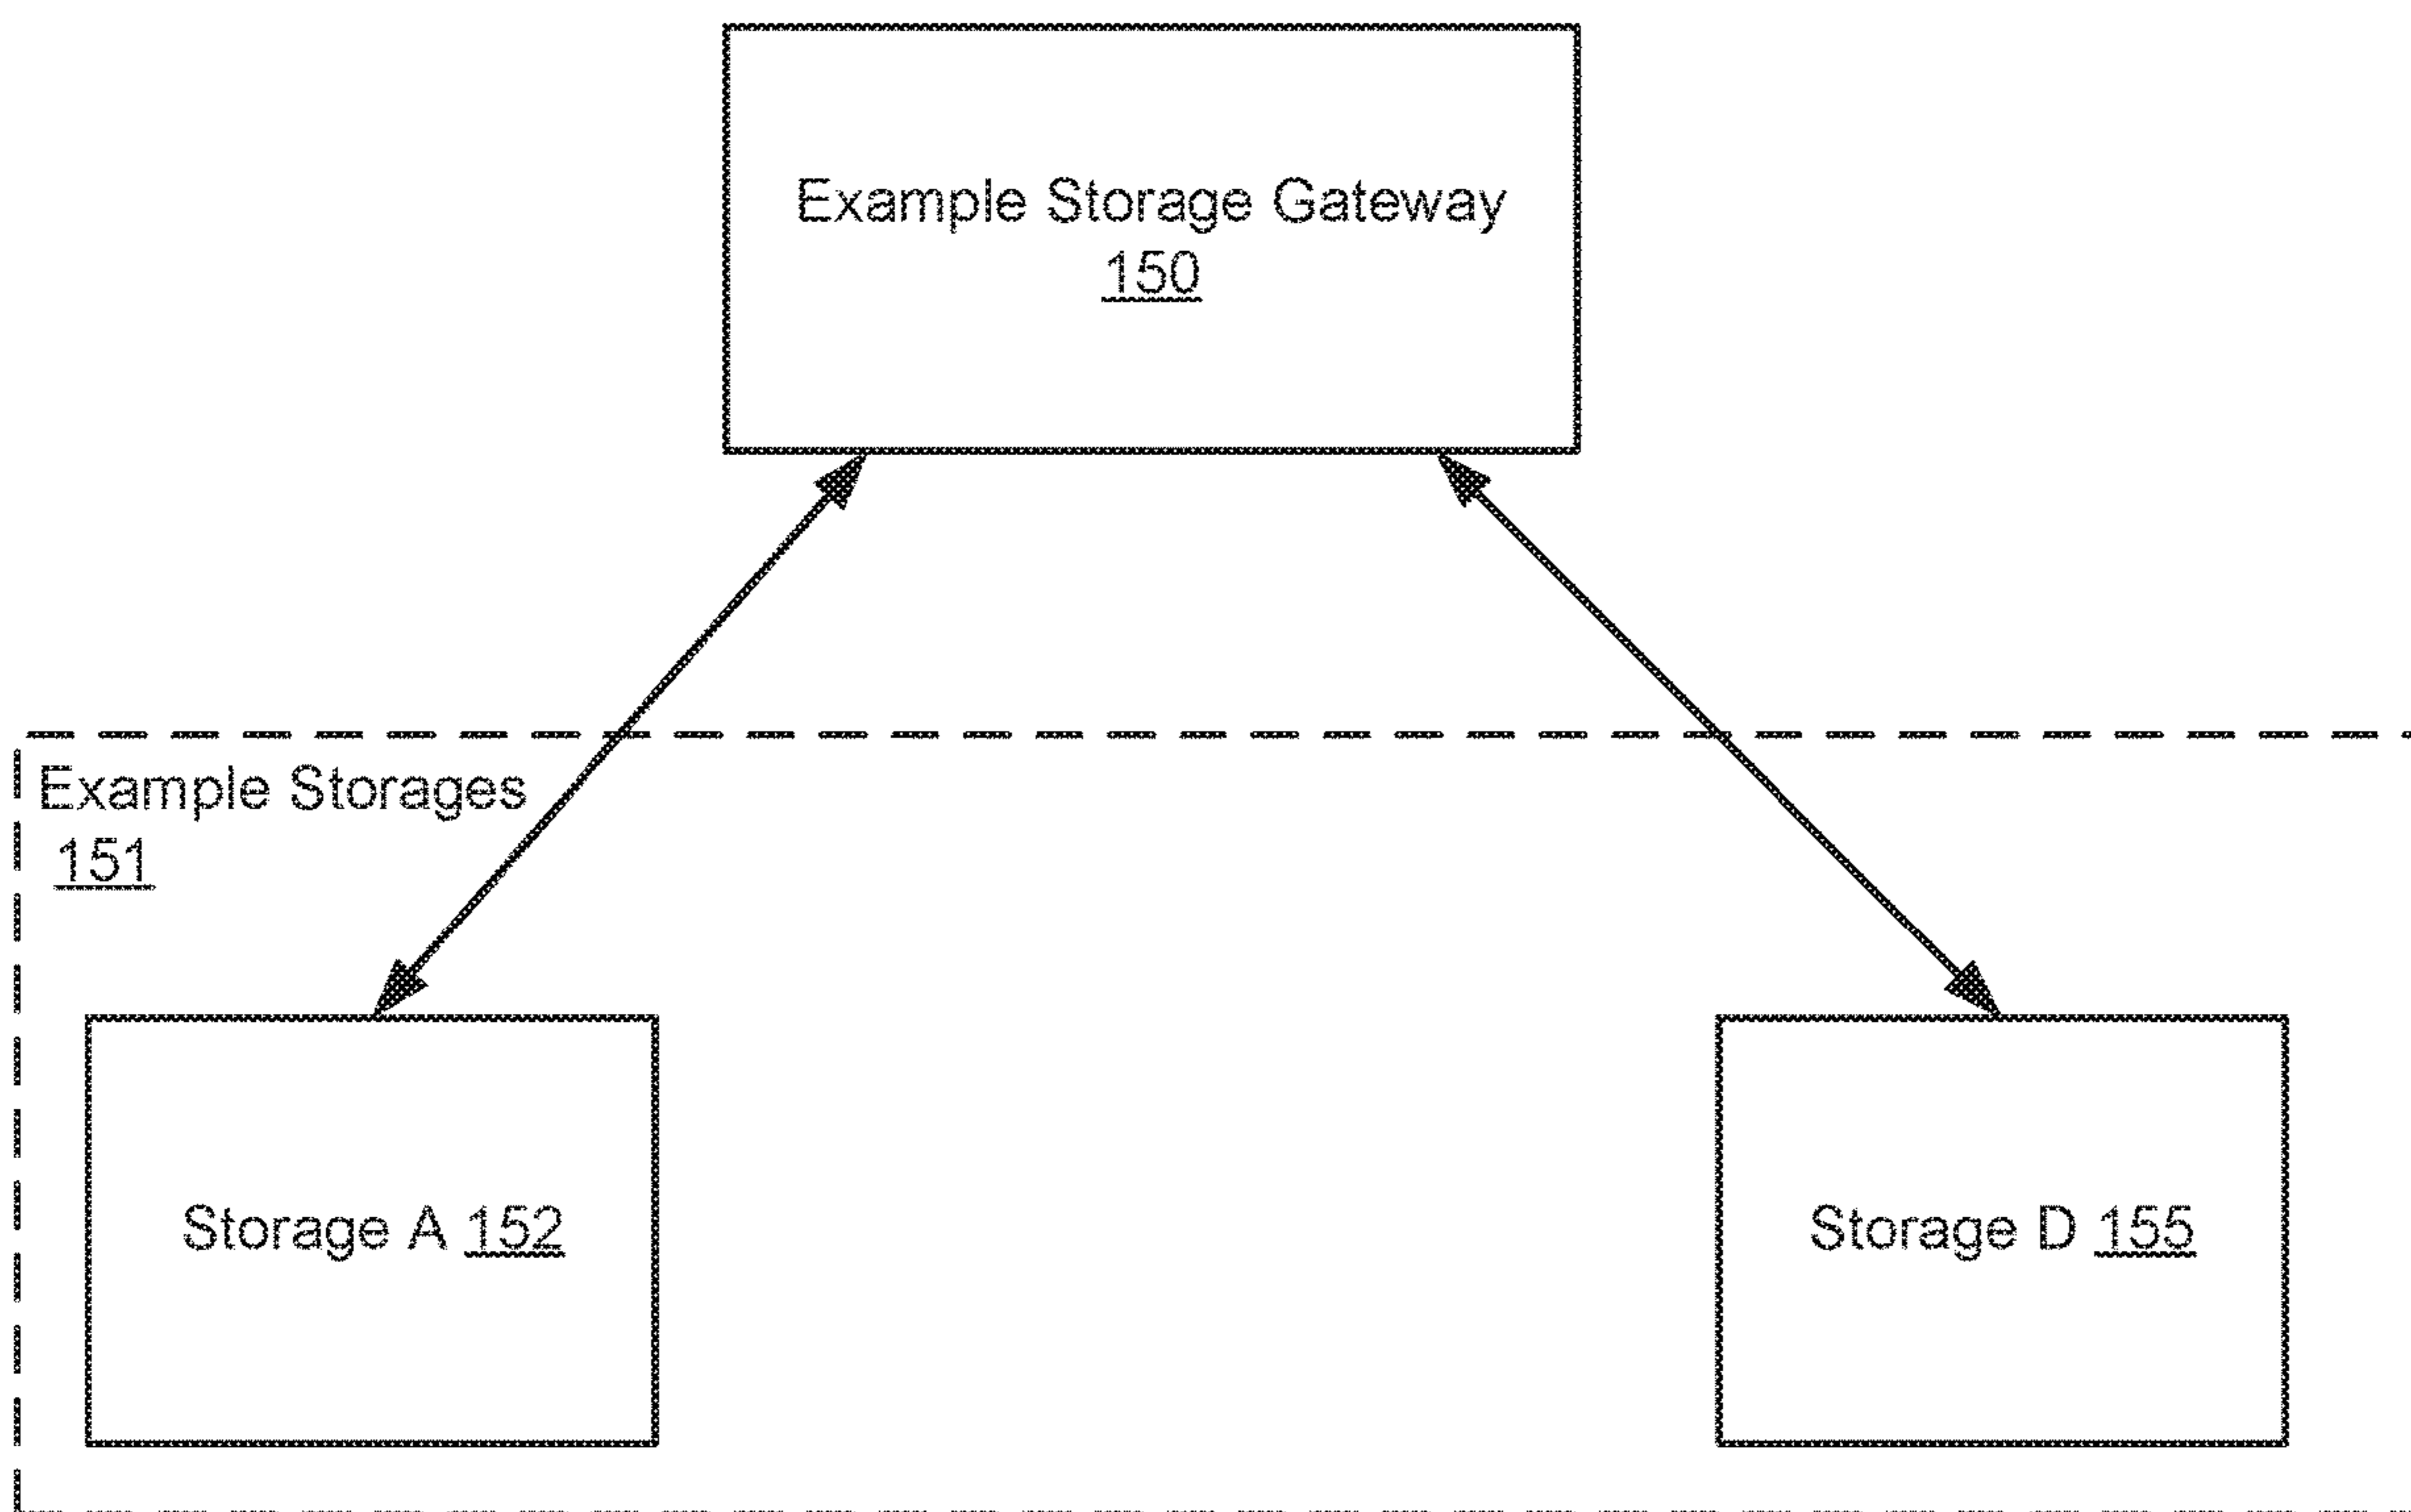 Example Storage Gateway
150
Example Storages
151
Storage A 152
Storage D 155